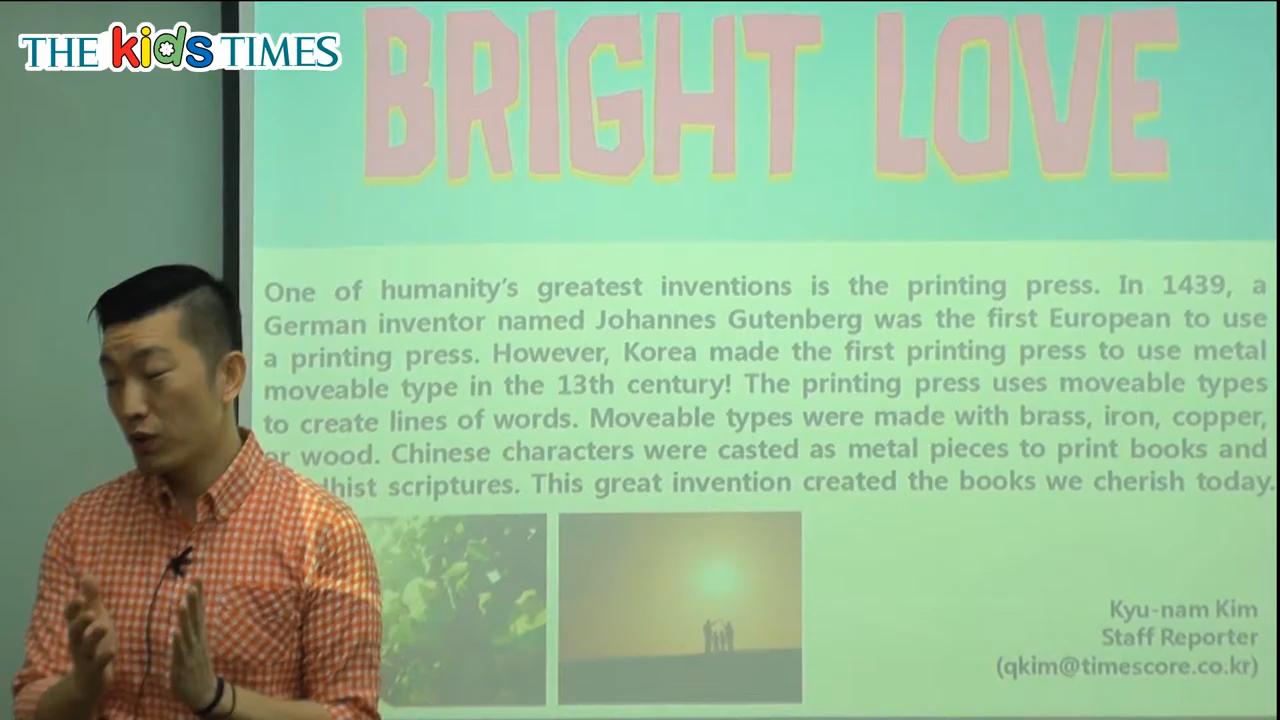 THE kids TIMES
BRIGHT LOVE
One of humanity's greatest inventions is the printing press. In 1439, a
German inventor named Johannes Gutenberg was the first European to use
a printing press. However, Korea made the first printing press to use metal
moveable type in the 13th century! The printing press uses moveable types
to create lines of words. Moveable types were made with brass, iron, copper,
or wood. Chinese characters were casted as metal pieces to print books and
scriptures. This great invention created the books we cherish today.
Kyu-nam Kim
Staff Reporter
(qkim@timescore.co.kr)